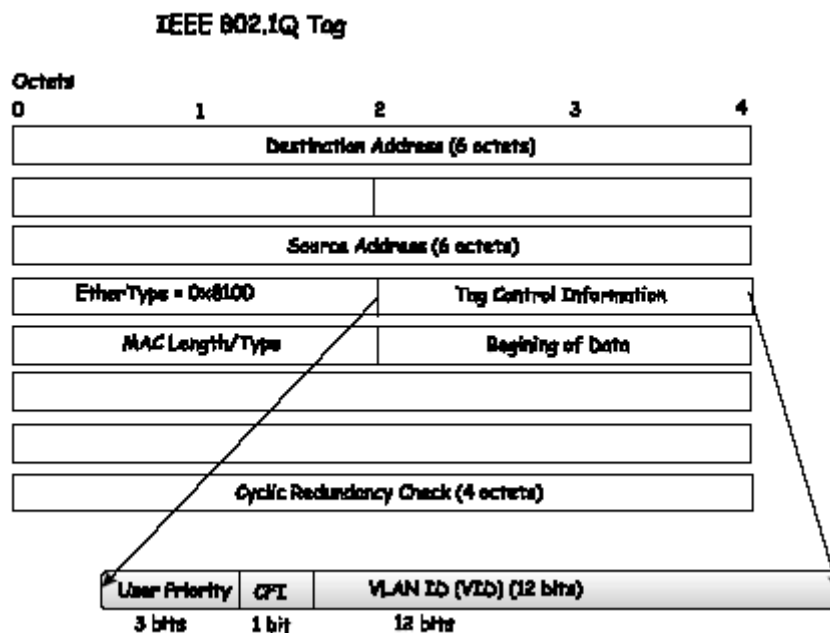 IEEE 802.1Q Tag
Octets
0 1 2 3 4
Destination Address (6 octets)
Source Address (6 octets)
EtherType = 0x8100 Tag Control Information
MAC Length/Type Begining of Data
Cyclic Redundancy Check (4 octets)
User Priority CFI VLAN ID (VID) (12 bits)
3 bits 1 bit 12 bits